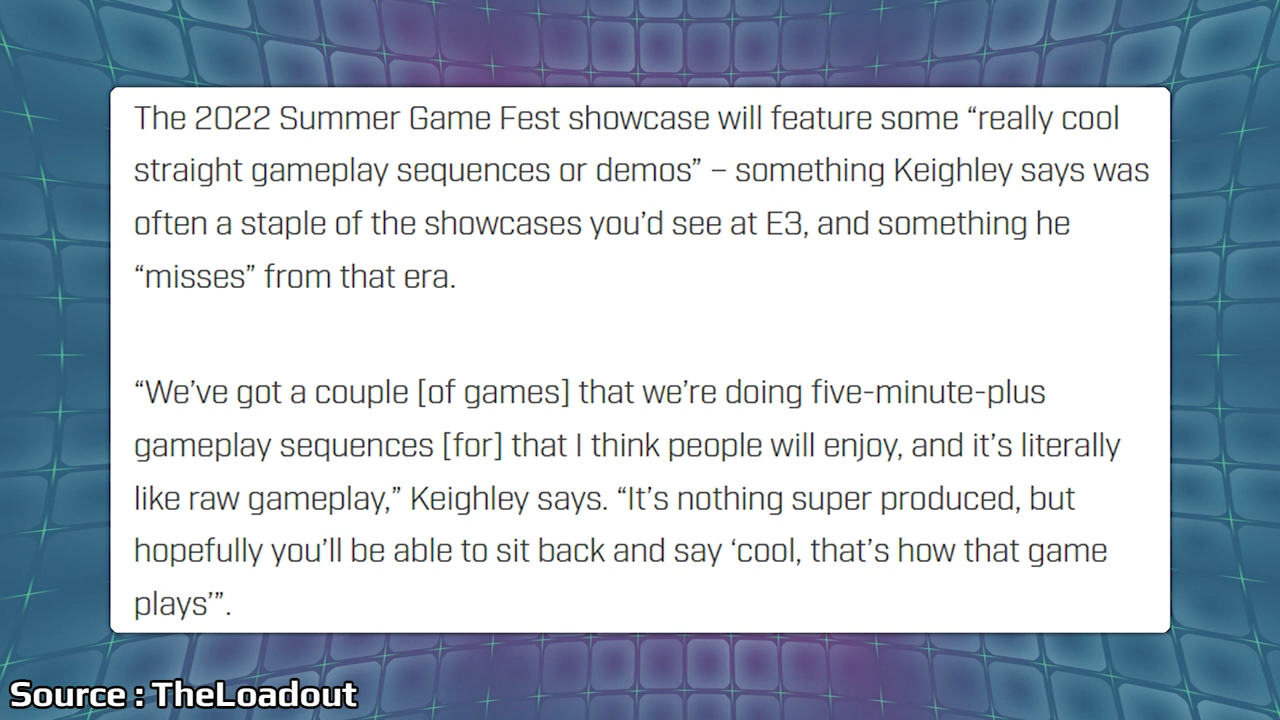 The 2022 Summer Game Fest showcase will feature some “really cool
straight gameplay sequences or demos” – something Keighley says was
often a staple of the showcases you’d see at E3, and something he
“misses” from that era.
“We’ve got a couple [of games] that we’re doing five-minute-plus
gameplay sequences [for] that I think people will enjoy, and it’s literally
like raw gameplay,” Keighley says. “It’s nothing super produced, but
hopefully you’ll be able to sit back and say ‘cool, that’s how that game
plays’”.
Source : TheLoadout